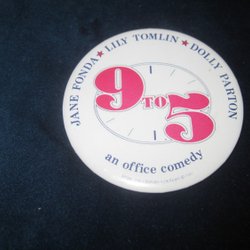 JANE FONDA ★ LILY TOMLIN ★ DOLLY PARTON
9 TO 5
an office comedy